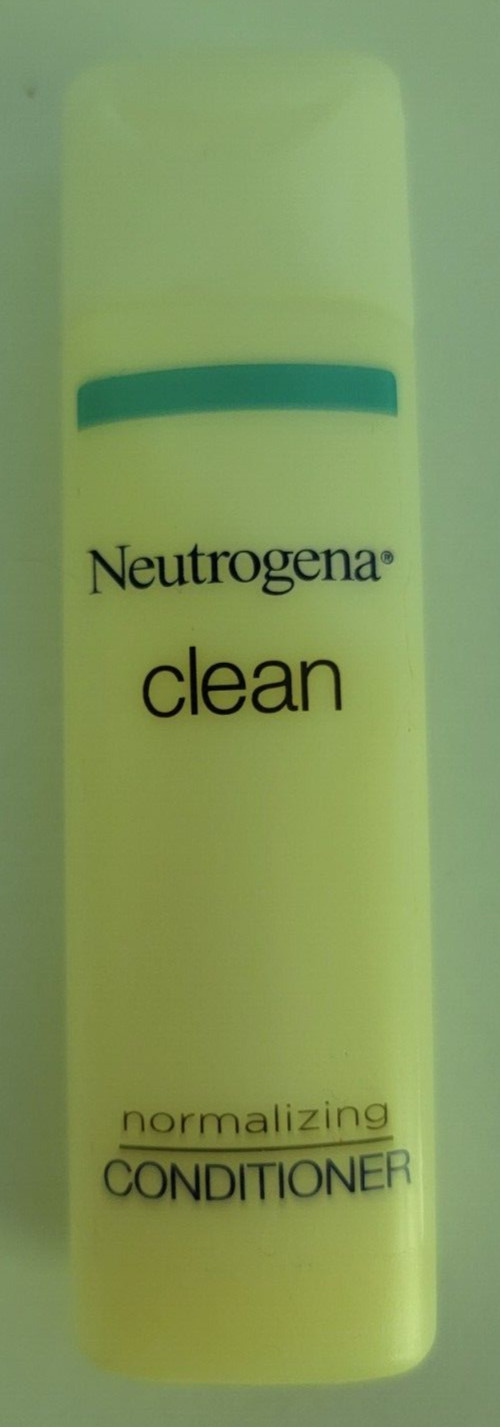 Neutrogena®
clean
normalizing
CONDITIONER